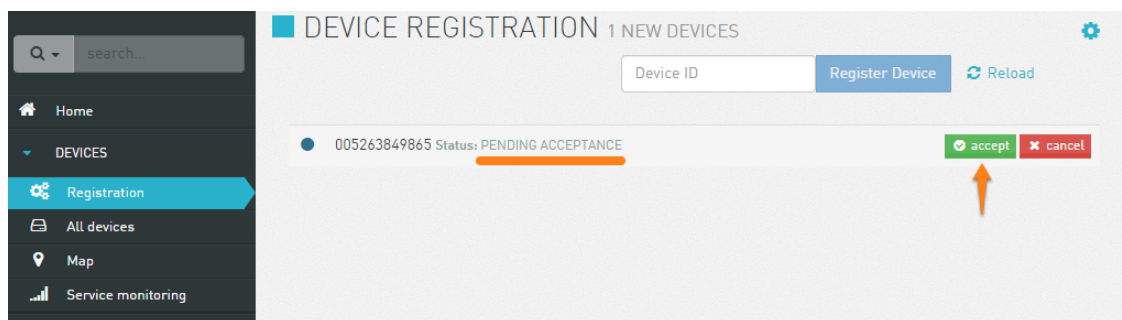 search...
Home
DEVICES
Registration
All devices
Map
Service monitoring
DEVICE REGISTRATION 1 NEW DEVICES
Device ID
Register Device
Reload
005263849865 Status: PENDING ACCEPTANCE
accept
cancel